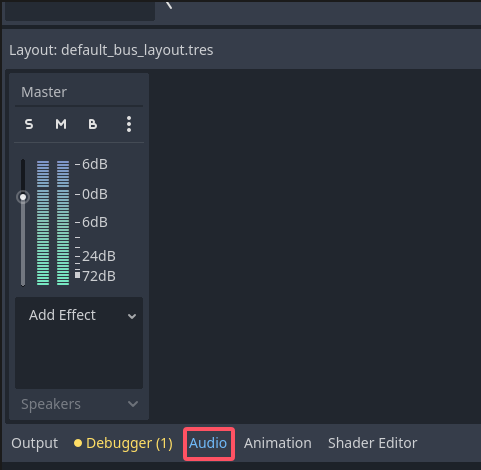 Layout: default_bus_layout.tres
Master
S M B
6dB
0dB
6dB
24dB
72dB
Add Effect
Speakers
Output Debugger (1) Audio Animation Shader Editor